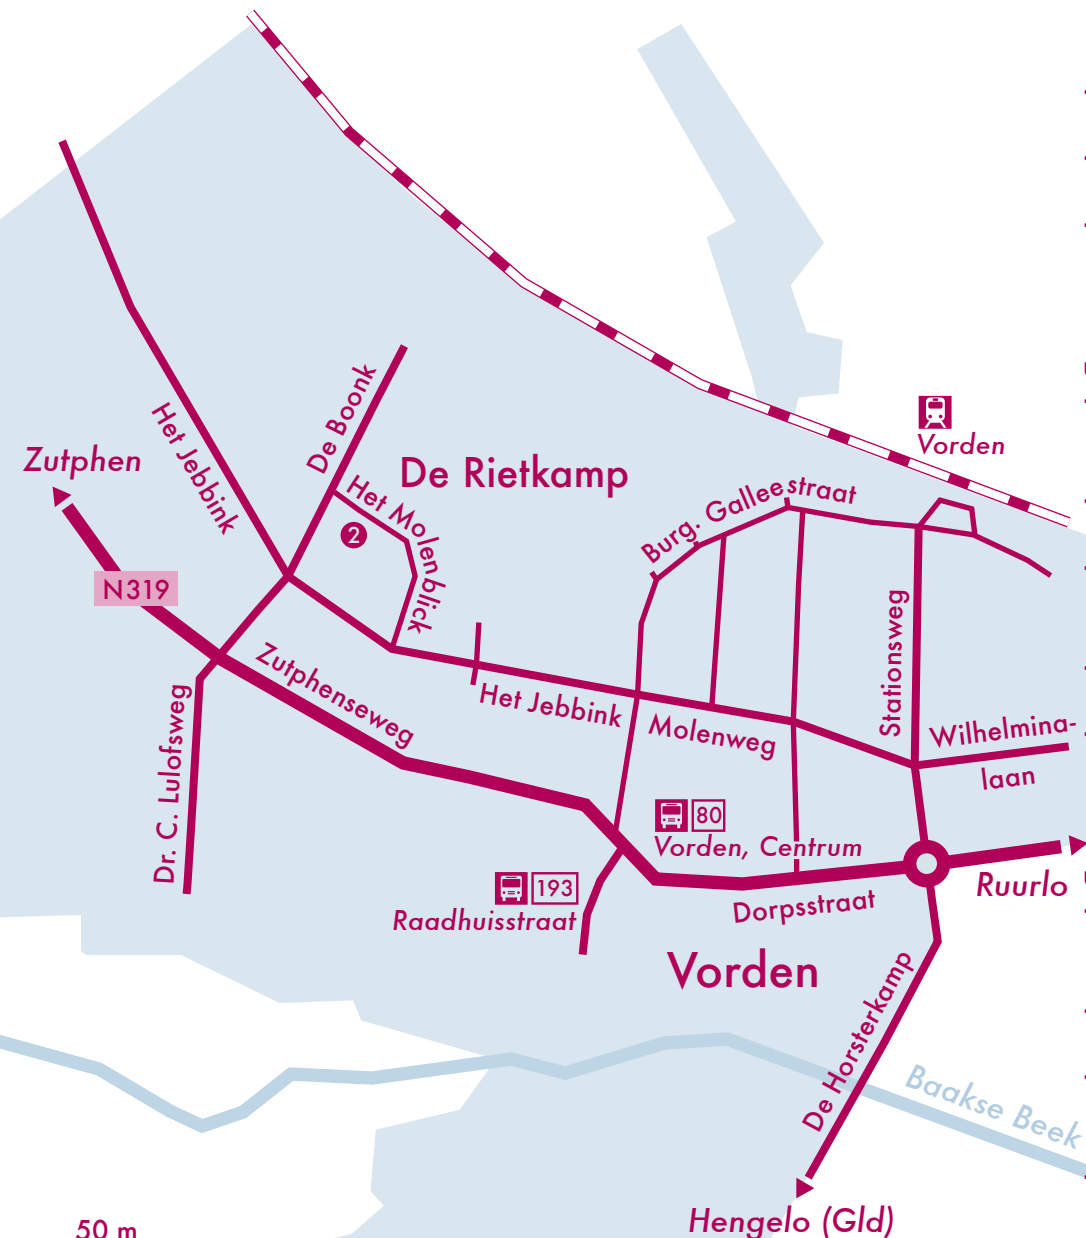 Vorden
De Boonk
Het Jebbink
Zutphen
De Rietkamp
Het Molenblick
Burg. Galleestraat
2
N319
Stationsweg
Zutphenseweg
Dr. C. Lulofsweg
Het Jebbink
Molenweg
Wilhelmina-
laan
80
Vorden, Centrum
193
Raadhuisstraat
Ruurlo
Dorpsstraat
Vorden
De Horsterkamp
Baakse Beek
Hengelo (Gld)
50 m